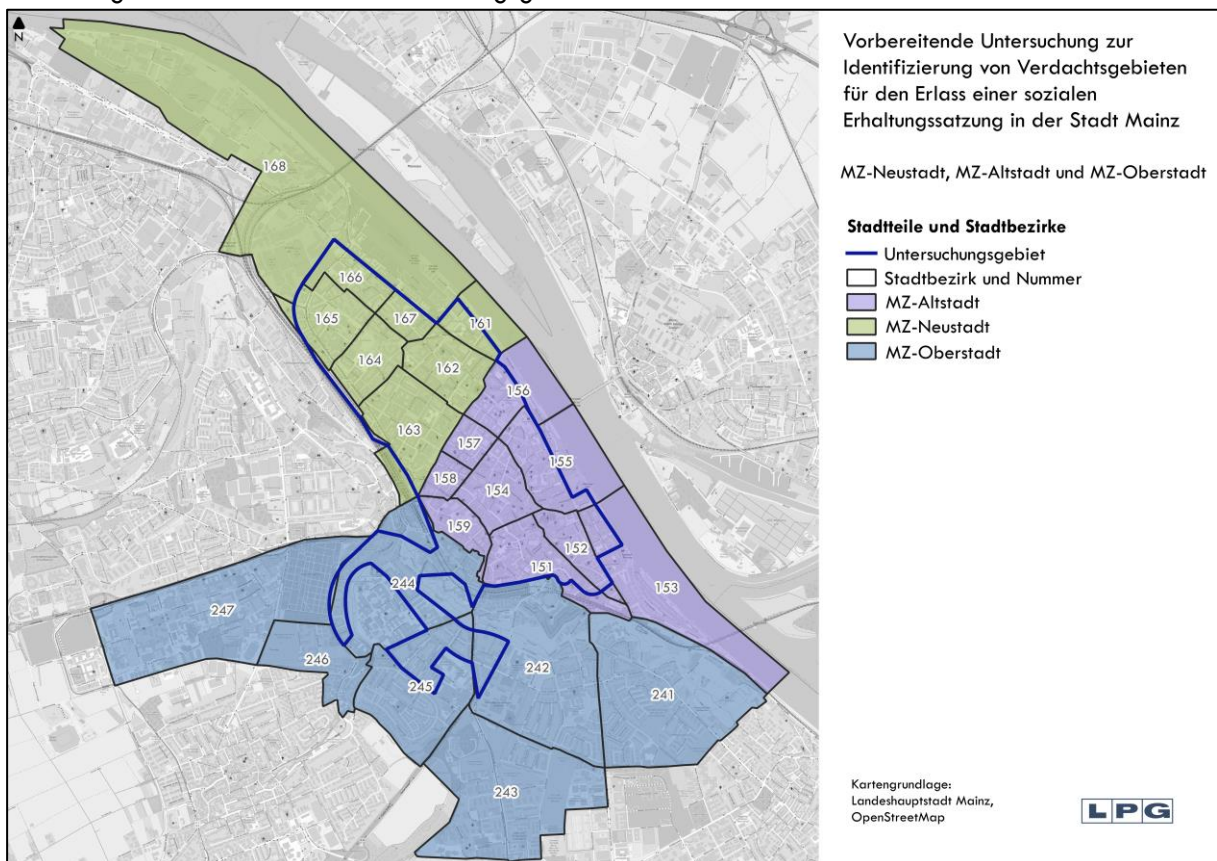 N
Vorbereitende Untersuchung zur
Identifizierung von Verdachtsgebieten
für den Erlass einer sozialen
Erhaltungssatzung in der Stadt Mainz
MZ-Neustadt, MZ-Altstadt und MZ-Oberstadt
Stadtteile und Stadtbezirke
Untersuchungsgebiet
Stadtbezirk und Nummer
MZ-Altstadt
MZ-Neustadt
MZ-Oberstadt
168
166
165
167
161
164
162
156
163
157
155
158
154
159
152
151
153
244
247
246
245
242
241
243
Kartengrundlage:
Landeshauptstadt Mainz,
OpenStreetMap
LPG